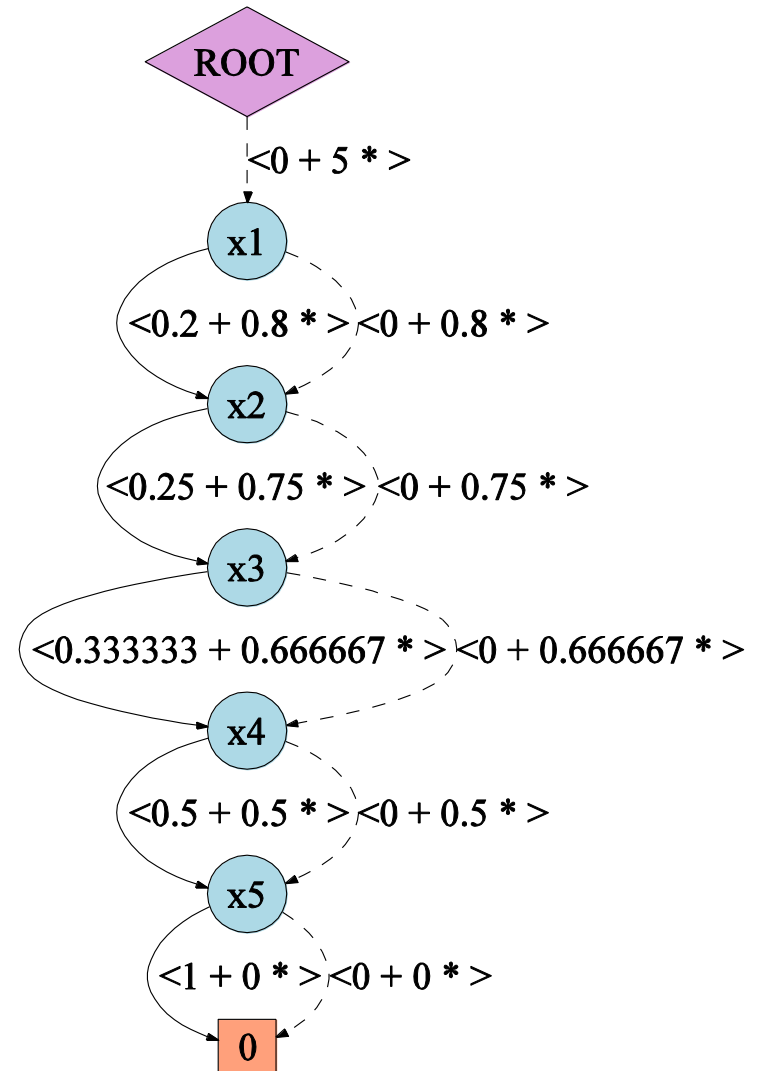 ROOT
<0 + 5 * >
x1
<0.2 + 0.8 * > <0 + 0.8 * >
x2
<0.25 + 0.75 * > <0 + 0.75 * >
x3
<0.333333 + 0.666667 * > <0 + 0.666667 * >
x4
<0.5 + 0.5 * > <0 + 0.5 * >
x5
<1 + 0 * > <0 + 0 * >
0